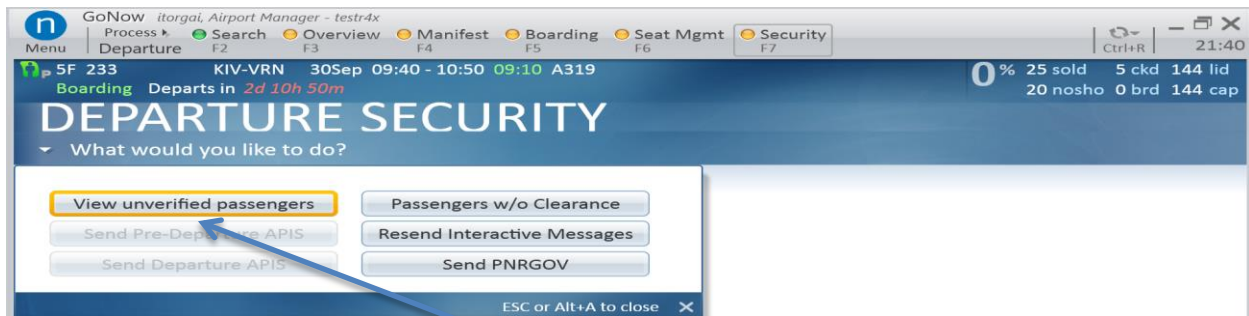 n GoNow itorgai, Airport Manager - testr4x
Process Search Overview Manifest Boarding Seat Mgmt Security
Menu Departure F2 F3 F4 F5 F6 F7 Ctrl+R 21:40
P 5F 233 KIV-VRN 30Sep 09:40 - 10:50 09:10 A319 0% 25 sold 5 ckd 144 lid
Boarding Departs in 2d 10h 50m 20 nosho 0 brd 144 cap
DEPARTURE SECURITY
What would you like to do?
View unverified passengers Passengers w/o Clearance
Send Pre-Departure APIS Resend Interactive Messages
Send Departure APIS Send PNRGOV
ESC or Alt+A to close